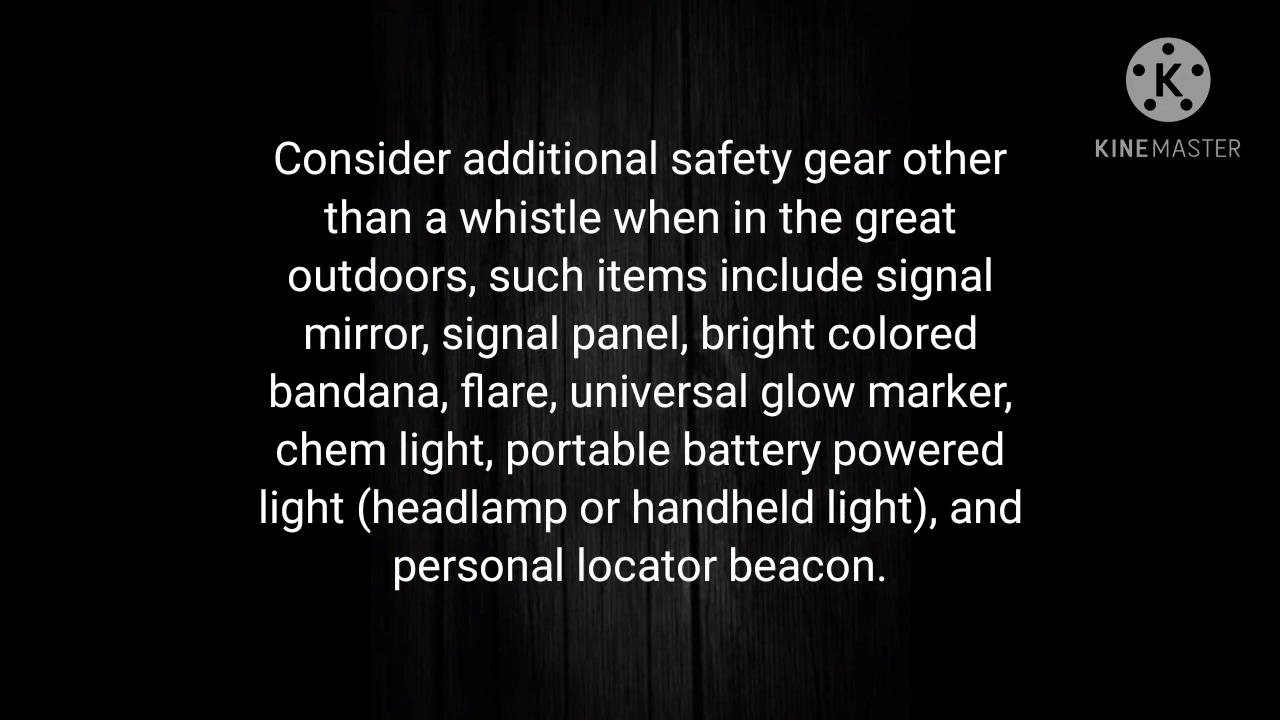 Consider additional safety gear other
than a whistle when in the great
outdoors, such items include signal
mirror, signal panel, bright colored
bandana, flare, universal glow marker,
chem light, portable battery powered
light (headlamp or handheld light), and
personal locator beacon.
K
KINEMASTER